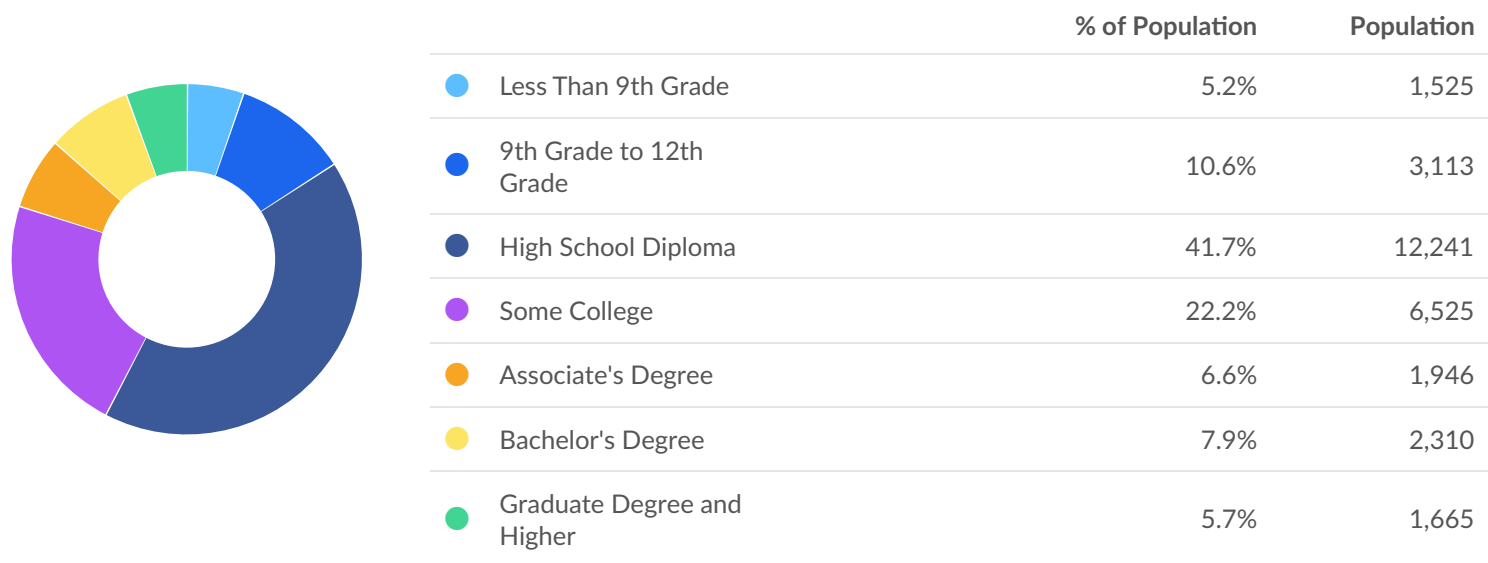 % of Population Population
Less Than 9th Grade 5.2% 1,525
9th Grade to 12th
Grade 10.6% 3,113
High School Diploma 41.7% 12,241
Some College 22.2% 6,525
Associate's Degree 6.6% 1,946
Bachelor's Degree 7.9% 2,310
Graduate Degree and
Higher 5.7% 1,665